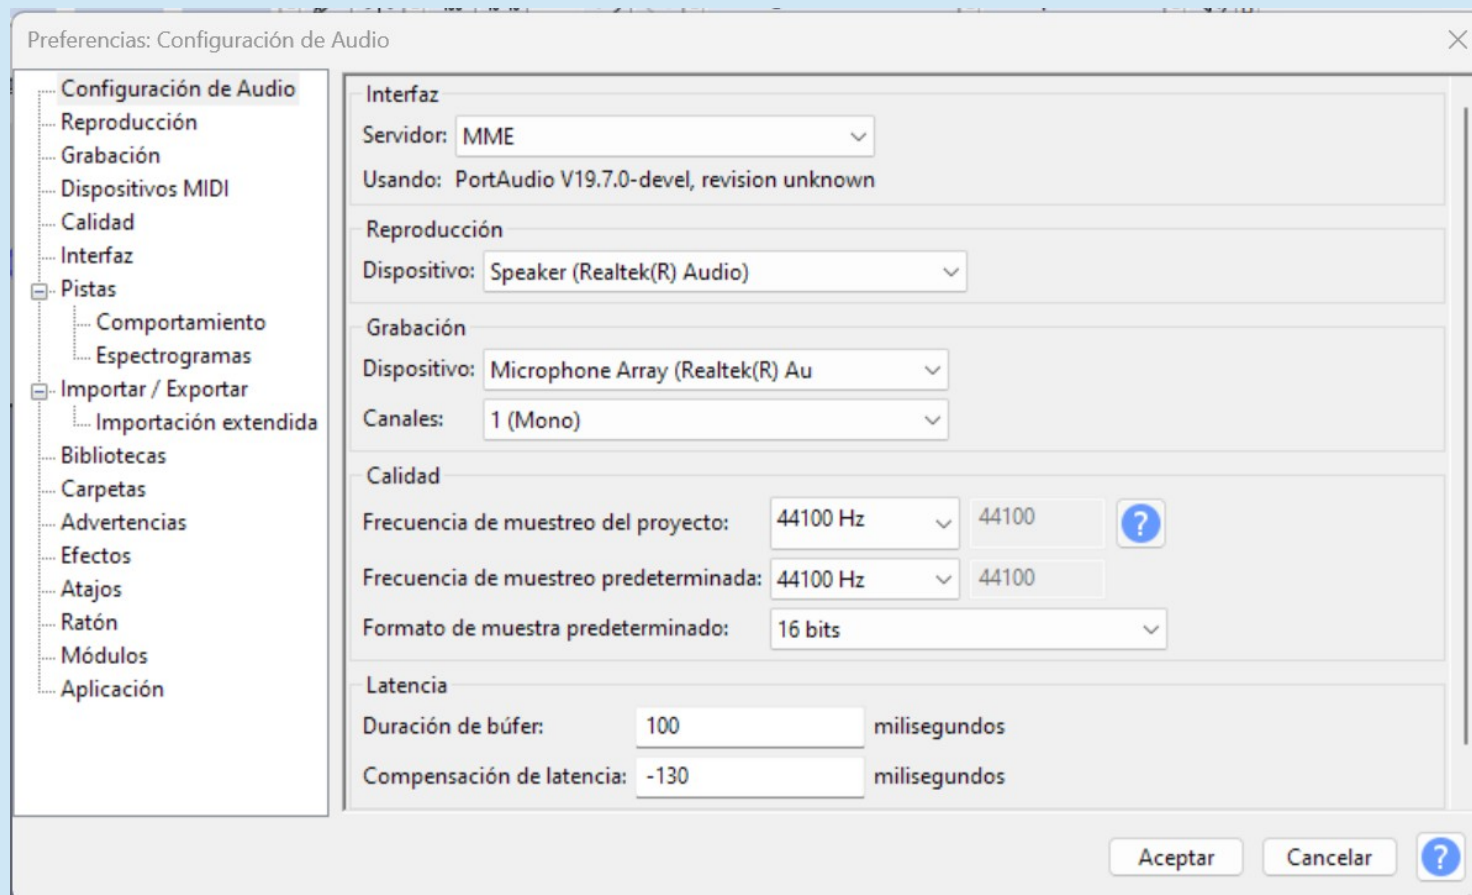 Preferencias: Configuración de Audio
Configuración de Audio
Reproducción
Grabación
Dispositivos MIDI
Calidad
Interfaz
Pistas
Comportamiento
Espectrogramas
Importar / Exportar
Importación extendida
Bibliotecas
Carpetas
Advertencias
Efectos
Atajos
Ratón
Módulos
Aplicación
Interfaz
Servidor: MME
Usando: PortAudio V19.7.0-devel, revision unknown
Reproducción
Dispositivo: Speaker (Realtek(R) Audio)
Grabación
Dispositivo: Microphone Array (Realtek(R) Au
Canales: 1 (Mono)
Calidad
Frecuencia de muestreo del proyecto: 44100 Hz 44100 ?
Frecuencia de muestreo predeterminada: 44100 Hz 44100
Formato de muestra predeterminado: 16 bits
Latencia
Duración de búfer: 100 milisegundos
Compensación de latencia: -130 milisegundos
Aceptar Cancelar ?